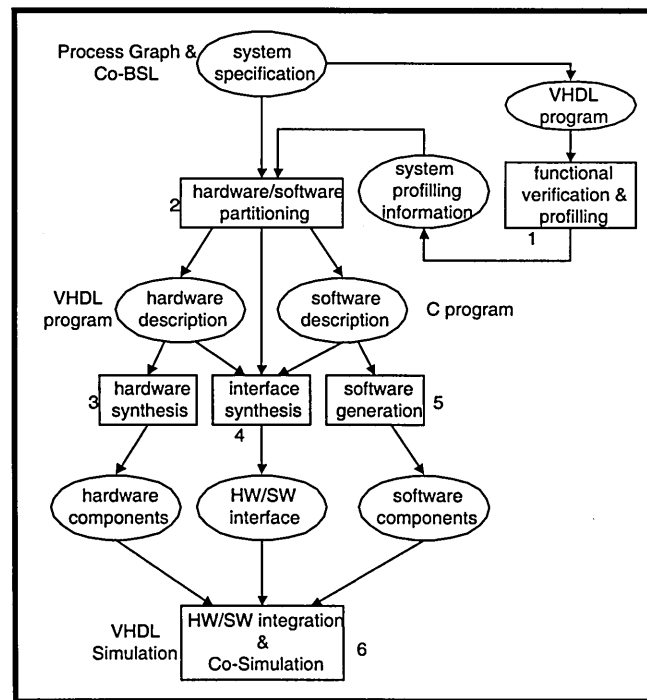 Process Graph &
Co-BSL
system
specification
VHDL
program
system
profilling
information
functional
verification &
profilling
1
2
hardware/software
partitioning
VHDL
program
hardware
description
software
description
C program
3
hardware
synthesis
interface
synthesis
4
software
generation
5
hardware
components
HW/SW
interface
software
components
VHDL
Simulation
HW/SW integration
&
Co-Simulation
6